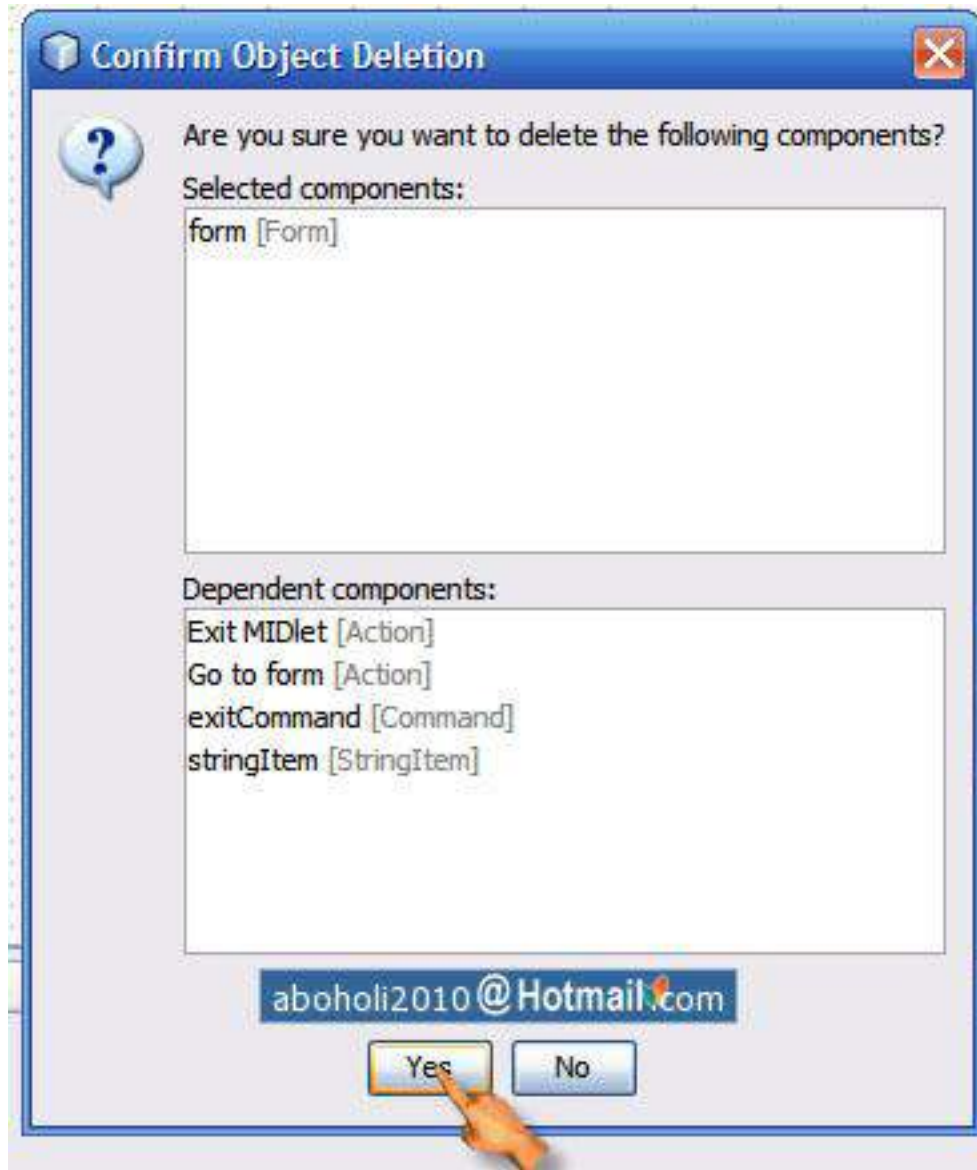 Confirm Object Deletion
Are you sure you want to delete the following components?
Selected components:
form [Form]
Dependent components:
Exit MIDlet [Action]
Go to form [Action]
exitCommand [Command]
stringItem [StringItem]
aboholi2010@Hotmail.com
Yes No